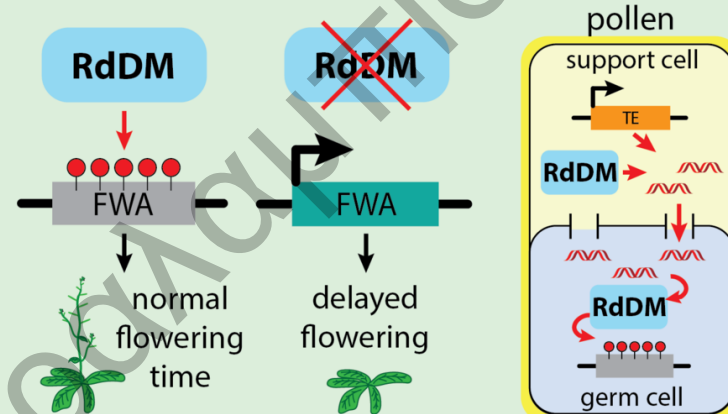 RdDM
FWA
normal
flowering
time
RdDM
FWA
delayed
flowering
pollen
support cell
TE
RdDM
RdDM
germ cell